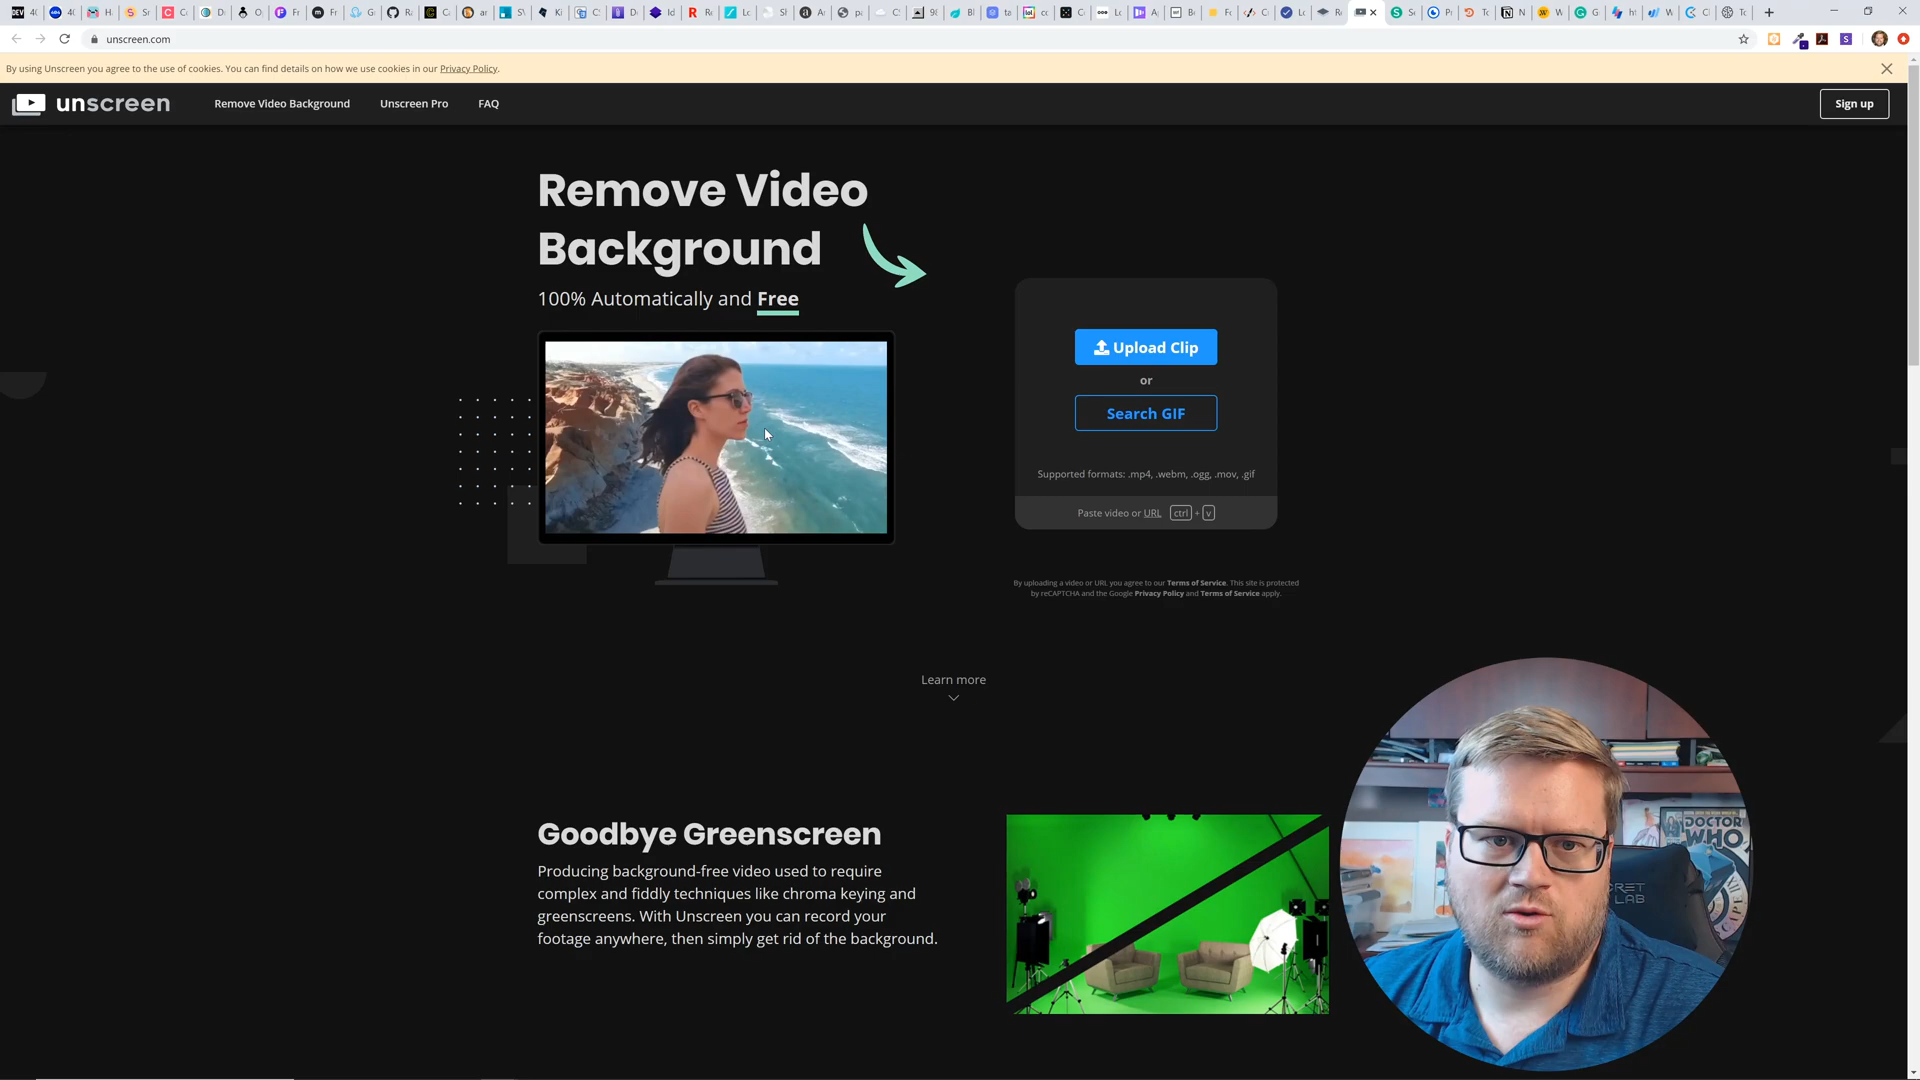 unscreen.com
By using Unscreen you agree to the use of cookies. You can find details on how we use cookies in our Privacy Policy.
unscreen
Remove Video Background
Unscreen Pro
FAQ
Sign up
Remove Video
Background
100% Automatically and Free
Upload Clip
or
Search GIF
Supported formats: .mp4, .webm, .ogg, .mov, .gif
Paste video or URL ctrl + v
By uploading a video or URL you agree to our Terms of Service. This site is protected
by reCAPTCHA and the Google Privacy Policy and Terms of Service apply.
Learn more
Goodbye Greenscreen
Producing background-free video used to require
complex and fiddly techniques like chroma keying and
greenscreens. With Unscreen you can record your
footage anywhere, then simply get rid of the background.
DOCTOR
WHO
LAB